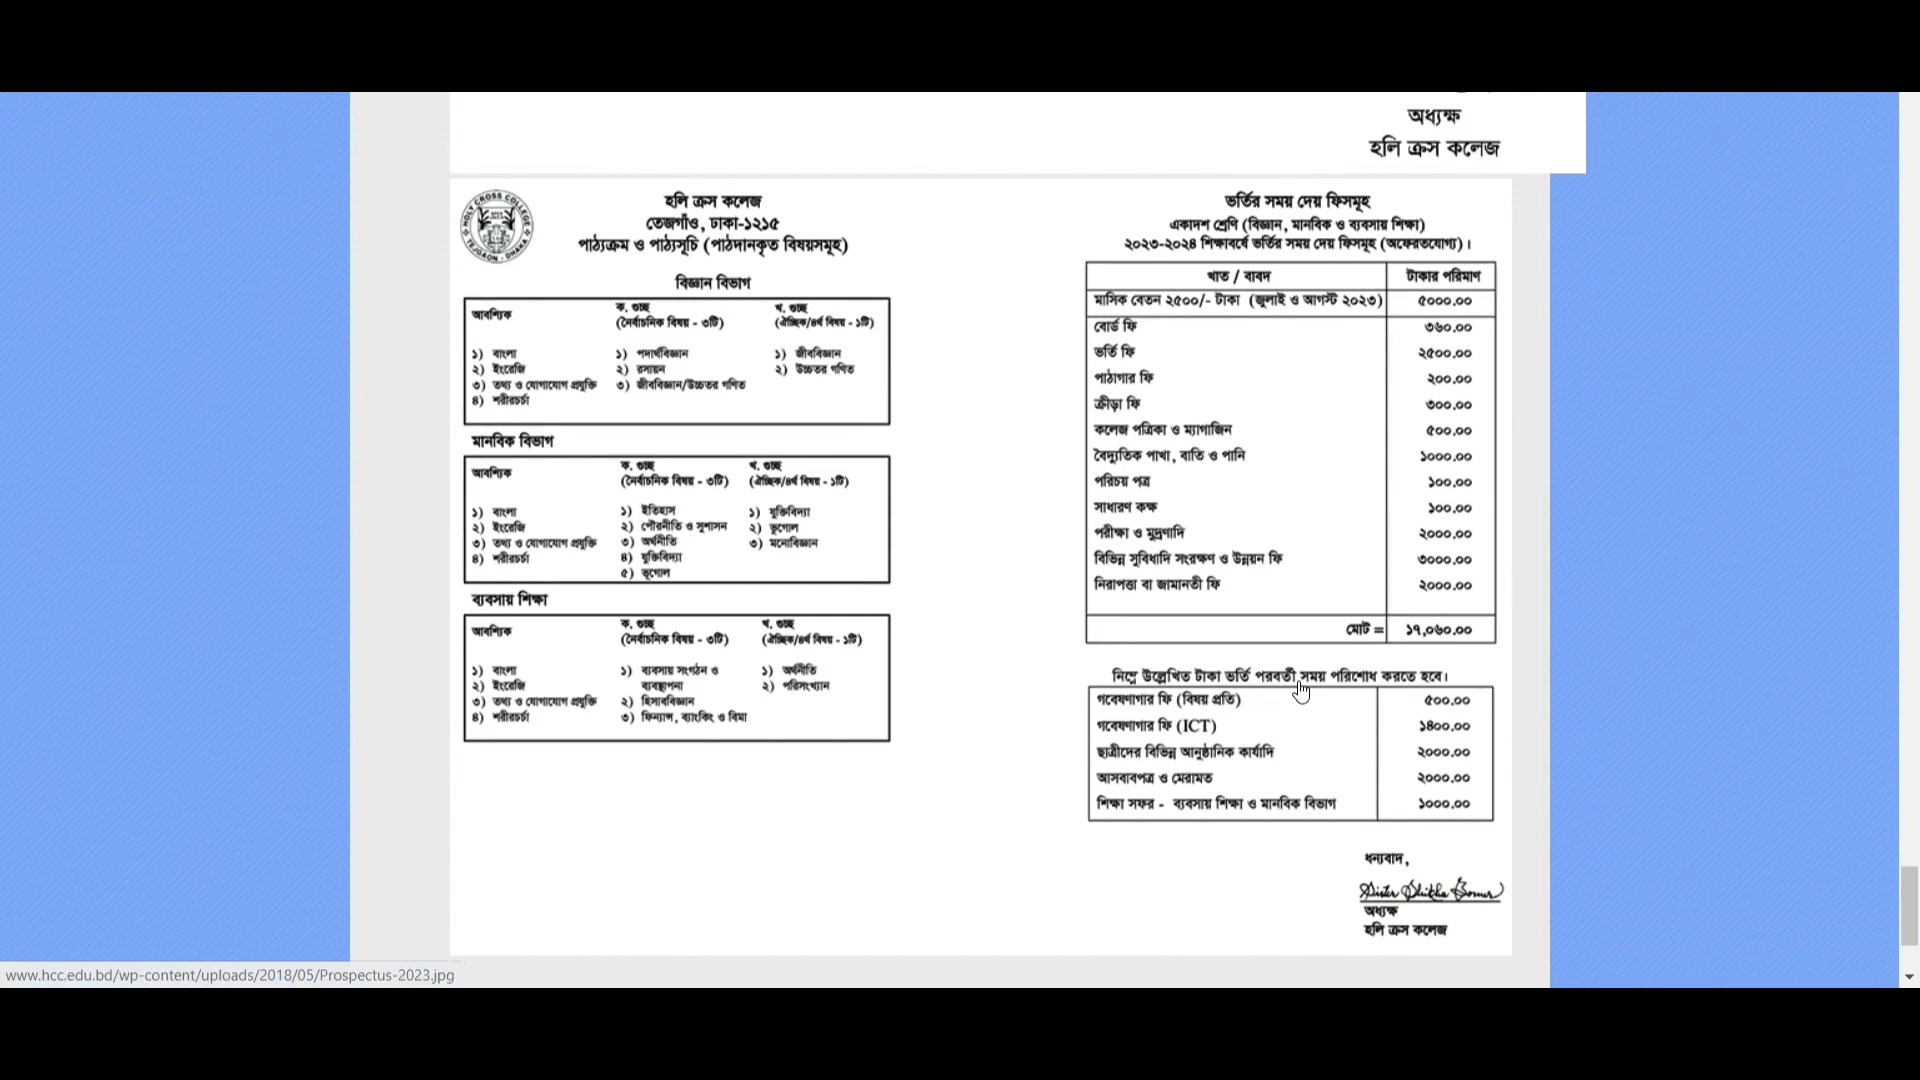 অধ্যক্ষ
হলি ক্রস কলেজ
HOLY CROSS COLLEGE
TEJGAON - DHAKA
হলি ক্রস কলেজ
তেজগাঁও, ঢাকা-১২১৫
পাঠ্যক্রম ও পাঠ্যসূচি (পাঠদানকৃত বিষয়সমূহ)
বিজ্ঞান বিভাগ
আবশ্যিক
ক. গুচ্ছ
(নৈর্বাচনিক বিষয় - ৩টি)
খ. গুচ্ছ
(ঐচ্ছিক/৪র্থ বিষয় - ১টি)
১) বাংলা
২) ইংরেজি
৩) তথ্য ও যোগাযোগ প্রযুক্তি
৪) শরীরচর্চা
১) পদার্থবিজ্ঞান
২) রসায়ন
৩) জীববিজ্ঞান/উচ্চতর গণিত
১) জীববিজ্ঞান
২) উচ্চতর গণিত
মানবিক বিভাগ
আবশ্যিক
ক. গুচ্ছ
(নৈর্বাচনিক বিষয় - ৩টি)
খ. গুচ্ছ
(ঐচ্ছিক/৪র্থ বিষয় - ১টি)
১) বাংলা
২) ইংরেজি
৩) তথ্য ও যোগাযোগ প্রযুক্তি
৪) শরীরচর্চা
১) ইতিহাস
২) পৌরনীতি ও সুশাসন
৩) অর্থনীতি
৪) যুক্তিবিদ্যা
৫) ভূগোল
১) যুক্তিবিদ্যা
২) ভূগোল
৩) মনোবিজ্ঞান
ব্যবসায় শিক্ষা
আবশ্যিক
ক. গুচ্ছ
(নৈর্বাচনিক বিষয় - ৩টি)
খ. গুচ্ছ
(ঐচ্ছিক/৪র্থ বিষয় - ১টি)
১) বাংলা
২) ইংরেজি
৩) তথ্য ও যোগাযোগ প্রযুক্তি
৪) শরীরচর্চা
১) ব্যবসায় সংগঠন ও
ব্যবস্থাপনা
২) হিসাববিজ্ঞান
৩) ফিন্যান্স, ব্যাংকিং ও বিমা
১) অর্থনীতি
২) পরিসংখ্যান
ভর্তির সময় দেয় ফিসমূহ
একাদশ শ্রেণি (বিজ্ঞান, মানবিক ও ব্যবসায় শিক্ষা)
২০২৩-২০২৪ শিক্ষাবর্ষে ভর্তির সময় দেয় ফিসমূহ (অফেরতযোগ্য)।
খাত / বাবদ টাকার পরিমাণ
মাসিক বেতন ২৫০০/- টাকা (জুলাই ও আগস্ট ২০২৩) ৫০০০.০০
বোর্ড ফি ৩৬০.০০
ভর্তি ফি ২৫০০.০০
পাঠাগার ফি ২০০.০০
ক্রীড়া ফি ৩০০.০০
কলেজ পত্রিকা ও ম্যাগাজিন ৫০০.০০
বৈদ্যুতিক পাখা, বাতি ও পানি ১০০০.০০
পরিচয় পত্র ১০০.০০
সাধারণ কক্ষ ১০০.০০
পরীক্ষা ও মুদ্রণাদি ২০০০.০০
বিভিন্ন সুবিধাদি সংরক্ষণ ও উন্নয়ন ফি ৩০০০.০০
নিরাপত্তা বা জামানতী ফি ২০০০.০০
মোট = ১৭,০৬০.০০
নিম্নে উল্লেখিত টাকা ভর্তি পরবর্তী সময় পরিশোধ করতে হবে।
গবেষণাগার ফি (বিষয় প্রতি) ৫০০.০০
গবেষণাগার ফি (ICT) ১৪০০.০০
ছাত্রীদের বিভিন্ন আনুষ্ঠানিক কার্যাদি ২০০০.০০
আসবাবপত্র ও মেরামত ২০০০.০০
শিক্ষা সফর - ব্যবসায় শিক্ষা ও মানবিক বিভাগ ১০০০.০০
ধন্যবাদ,
অধ্যক্ষ
হলি ক্রস কলেজ
www.hcc.edu.bd/wp-content/uploads/2018/05/Prospectus-2023.jpg